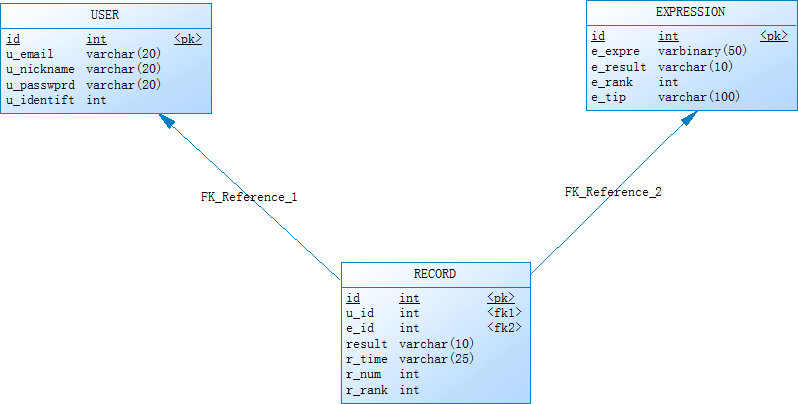 USER
id int <pk>
u_email varchar(20)
u_nickname varchar(20)
u_passwprd varchar(20)
u_identift int
EXPRESSION
id int <pk>
e_expre varbinary(50)
e_result varchar(10)
e_rank int
e_tip varchar(100)
FK_Reference_1
FK_Reference_2
RECORD
id int <pk>
u_id int <fk1>
e_id int <fk2>
result varchar(10)
r_time varchar(25)
r_num int
r_rank int